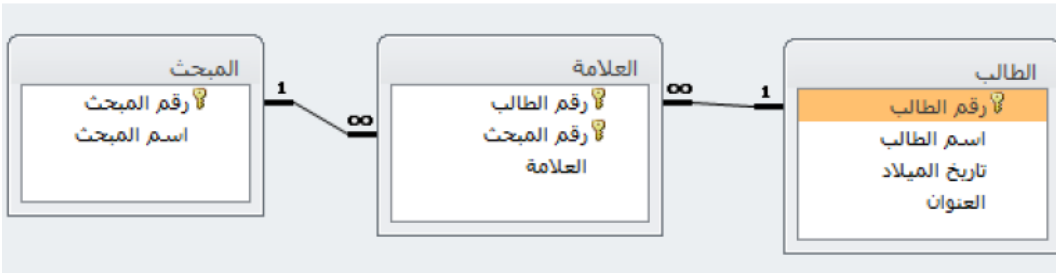 الطالب
رقم الطالب
اسم الطالب
تاريخ الميلاد
العنوان
1
∞
العلامة
رقم الطالب
رقم المبحث
العلامة
∞
1
المبحث
رقم المبحث
اسم المبحث